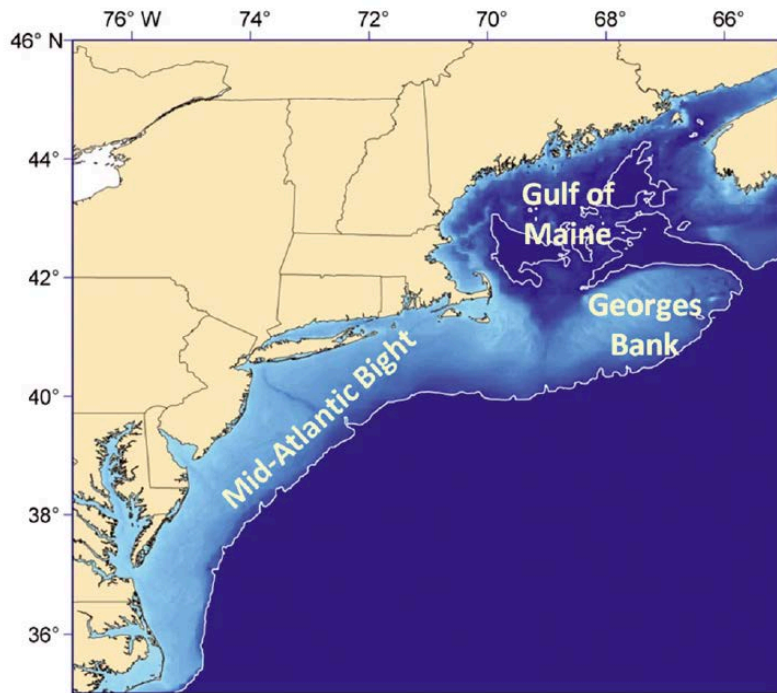 76° W 74° 72° 70° 68° 66°
46° N
44°
42°
40°
38°
36°
Gulf of
Maine
Georges
Bank
Mid-Atlantic Bight